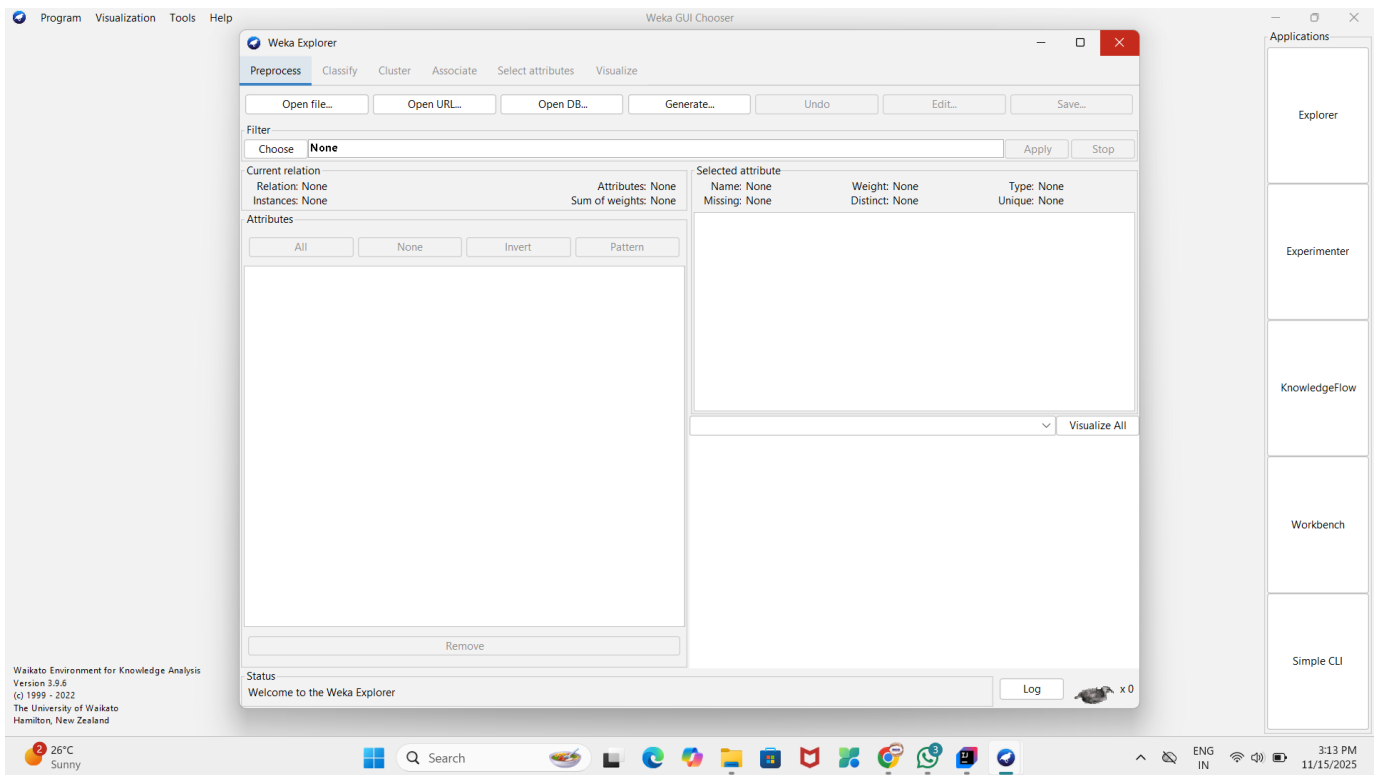 Program Visualization Tools Help
Weka GUI Chooser
Applications
Weka Explorer
Preprocess Classify Cluster Associate Select attributes Visualize
Open file... Open URL... Open DB... Generate... Undo Edit... Save...
Filter
Choose None Apply Stop
Current relation
Relation: None Attributes: None
Instances: None Sum of weights: None
Selected attribute
Name: None Weight: None Type: None
Missing: None Distinct: None Unique: None
Attributes
All None Invert Pattern
Visualize All
Remove
Status
Welcome to the Weka Explorer
Log x 0
Explorer
Experimenter
KnowledgeFlow
Workbench
Simple CLI
Waikato Environment for Knowledge Analysis
Version 3.9.6
(c) 1999 - 2022
The University of Waikato
Hamilton, New Zealand
2
26°C
Sunny
Search
3
IJ
ENG
IN
3:13 PM
11/15/2025